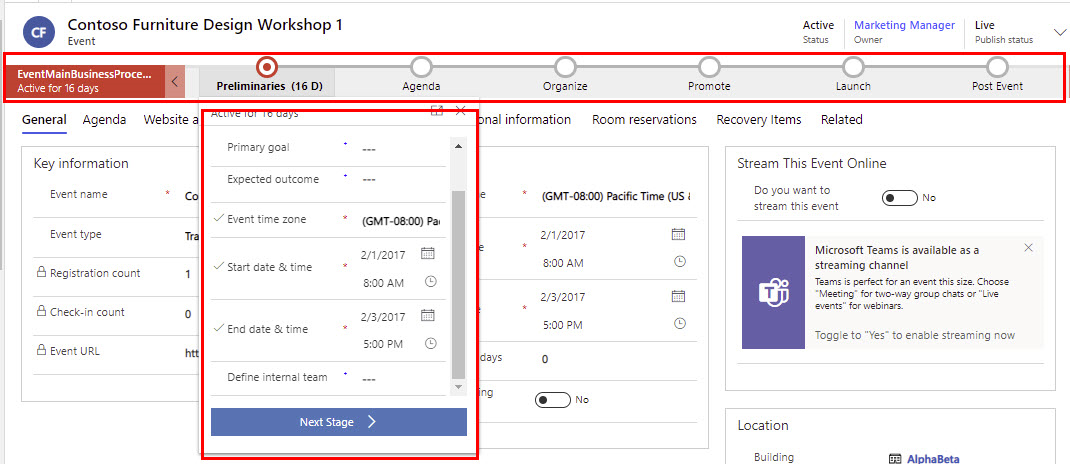 CF
Contoso Furniture Design Workshop 1
Event
Active
Status
Marketing Manager
Owner
Live
Publish status
EventMainBusinessProce...
Active for 16 days
Preliminaries (16 D)
Agenda
Organize
Promote
Launch
Post Event
General
Agenda
Website a
onal information
Room reservations
Recovery Items
Related
Active for 16 days
Primary goal + ---
Expected outcome + ---
Event time zone * (GMT-08:00) Pac
Start date & time * 2/1/2017
8:00 AM
End date & time * 2/3/2017
5:00 PM
Define internal team + ---
Next Stage
Key information
Event name * Co
Event type Tra
Registration count 1
Check-in count 0
Event URL htt
e * (GMT-08:00) Pacific Time (US &
e * 2/1/2017
8:00 AM
* 2/3/2017
5:00 PM
days 0
ing No
Stream This Event Online
Do you want to
stream this event No
Microsoft Teams is available as a
streaming channel
Teams is perfect for an event this size. Choose
"Meeting" for two-way group chats or "Live
events" for webinars.
Toggle to "Yes" to enable streaming now
Location
Building AlphaBeta